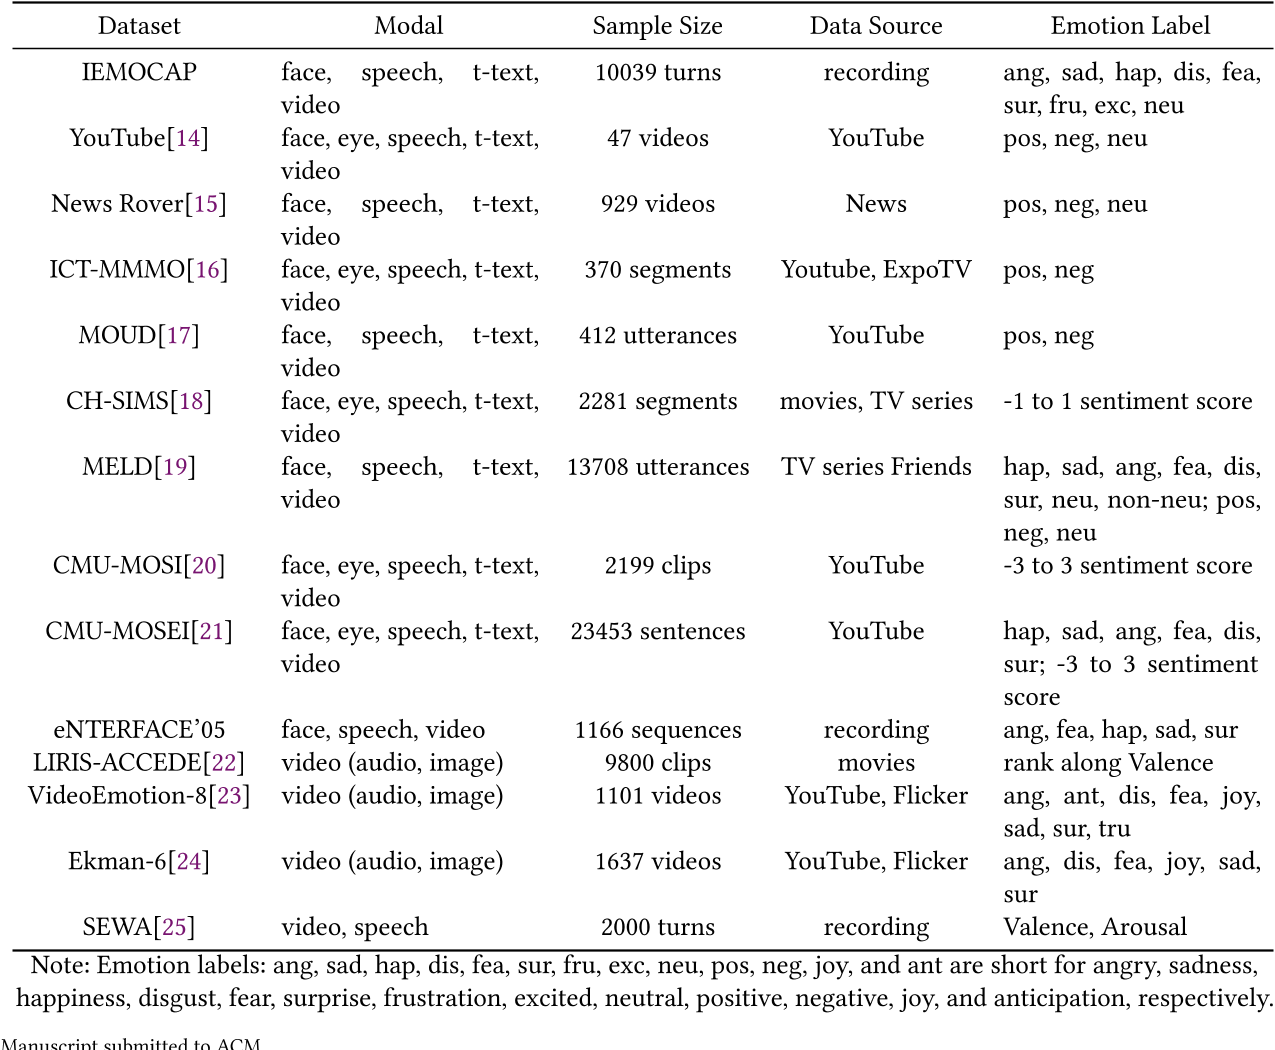 Dataset Modal Sample Size Data Source Emotion Label
IEMOCAP face, speech, t-text, 10039 turns recording ang, sad, hap, dis, fea,
video sur, fru, exc, neu
YouTube[14] face, eye, speech, t-text, 47 videos YouTube pos, neg, neu
video
News Rover[15] face, speech, t-text, 929 videos News pos, neg, neu
video
ICT-MMMO[16] face, eye, speech, t-text, 370 segments Youtube, ExpoTV pos, neg
video
MOUD[17] face, speech, t-text, 412 utterances YouTube pos, neg
video
CH-SIMS[18] face, eye, speech, t-text, 2281 segments movies, TV series -1 to 1 sentiment score
video
MELD[19] face, speech, t-text, 13708 utterances TV series Friends hap, sad, ang, fea, dis,
video sur, neu, non-neu; pos,
neg, neu
CMU-MOSI[20] face, eye, speech, t-text, 2199 clips YouTube -3 to 3 sentiment score
video
CMU-MOSEI[21] face, eye, speech, t-text, 23453 sentences YouTube hap, sad, ang, fea, dis,
video sur; -3 to 3 sentiment
score
eNTERFACE'05 face, speech, video 1166 sequences recording ang, fea, hap, sad, sur
LIRIS-ACCEDE[22] video (audio, image) 9800 clips movies rank along Valence
VideoEmotion-8[23] video (audio, image) 1101 videos YouTube, Flicker ang, ant, dis, fea, joy,
sad, sur, tru
Ekman-6[24] video (audio, image) 1637 videos YouTube, Flicker ang, dis, fea, joy, sad,
sur
SEWA[25] video, speech 2000 turns recording Valence, Arousal
Note: Emotion labels: ang, sad, hap, dis, fea, sur, fru, exc, neu, pos, neg, joy, and ant are short for angry, sadness,
happiness, disgust, fear, surprise, frustration, excited, neutral, positive, negative, joy, and anticipation, respectively.
Manuscript submitted to ACM